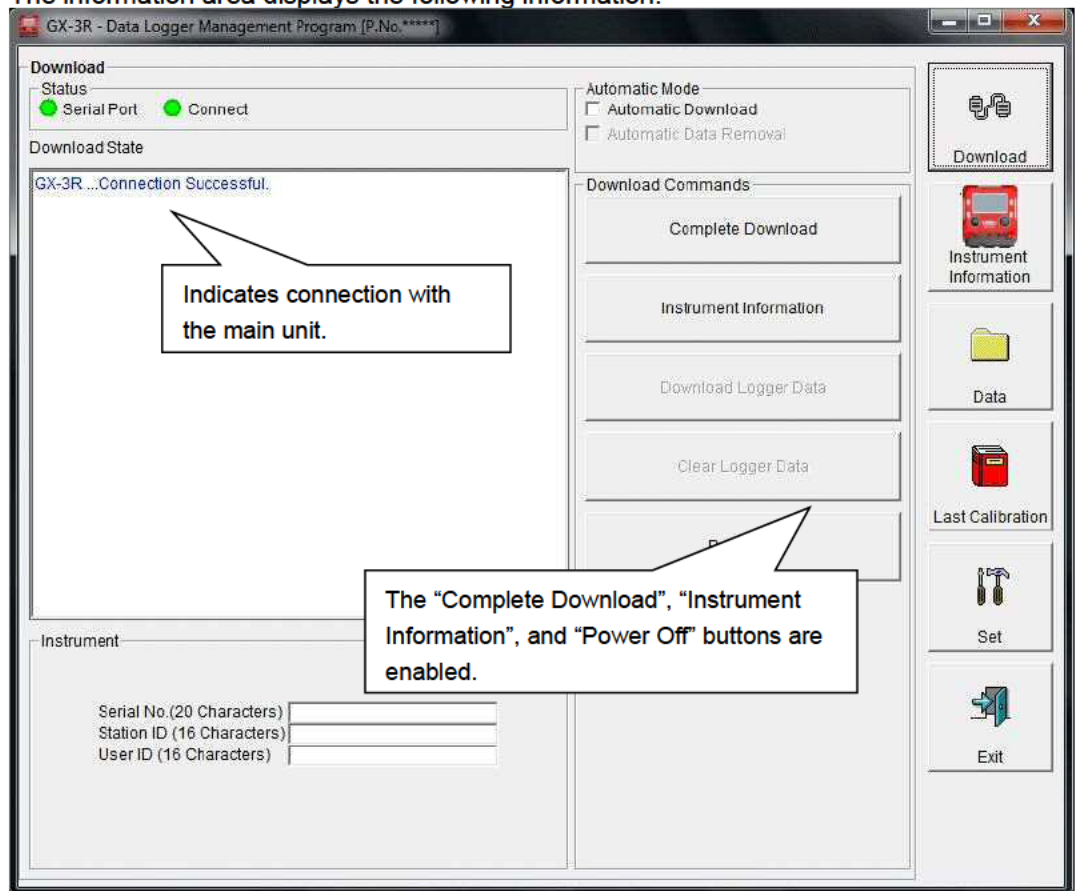 The information area displays the following information.
GX-3R - Data Logger Management Program [P.No.*****]
Download
Status
Serial Port Connect
Download State
GX-3R ...Connection Successful.
Indicates connection with
the main unit.
Automatic Mode
Automatic Download
Automatic Data Removal
Download Commands
Complete Download
Instrument Information
Download Logger Data
Clear Logger Data
The “Complete Download”, “Instrument
Information”, and “Power Off” buttons are
enabled.
Instrument
Serial No.(20 Characters)
Station ID (16 Characters)
User ID (16 Characters)
Download
Instrument
Information
Data
Last Calibration
Set
Exit